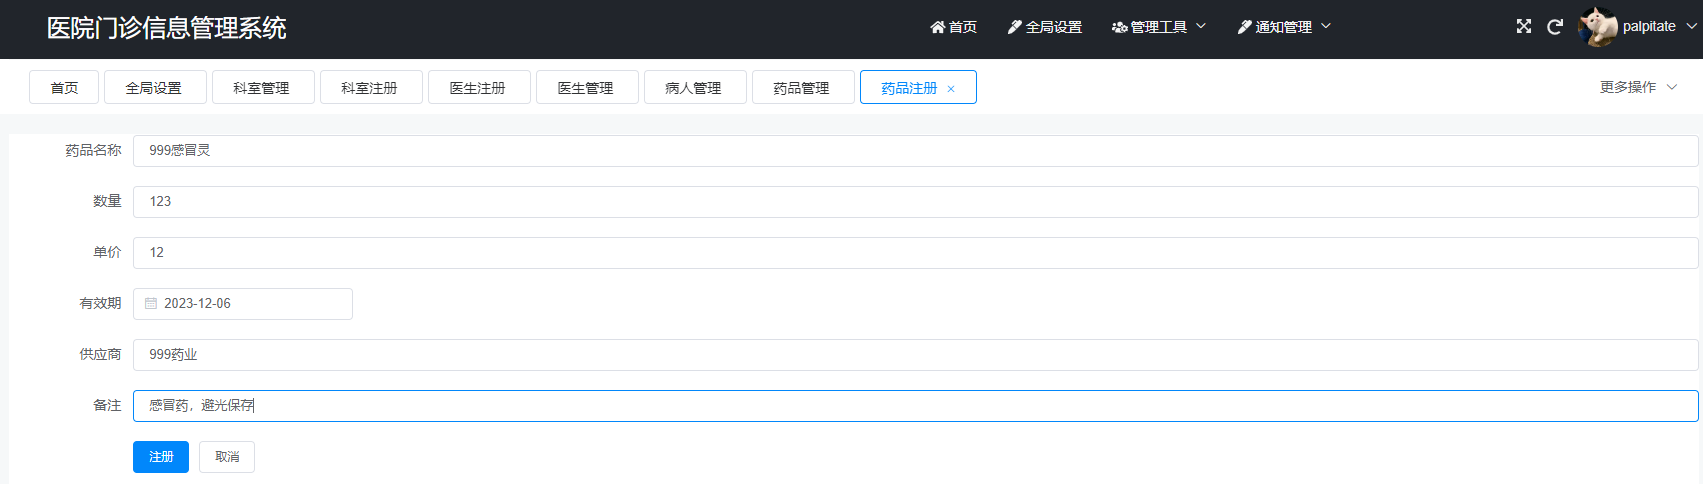 医院门诊信息管理系统 首页 全局设置 管理工具 通知管理 palpitate
首页 全局设置 科室管理 科室注册 医生注册 医生管理 病人管理 药品管理 药品注册 × 更多操作
药品名称 999感冒灵
数量 123
单价 12
有效期 2023-12-06
供应商 999药业
备注 感冒药，避光保存
注册 取消